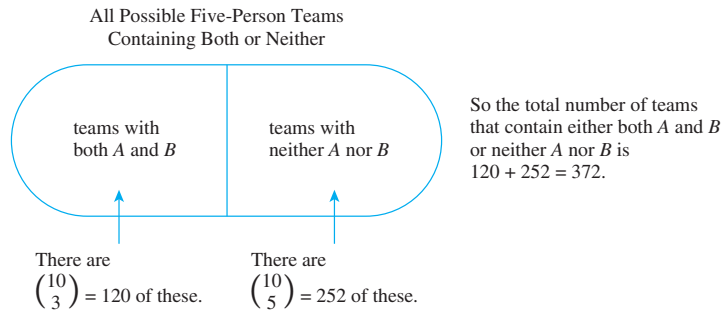 All Possible Five-Person Teams
Containing Both or Neither
teams with
both A and B
teams with
neither A nor B
So the total number of teams
that contain either both A and B
or neither A nor B is
120 + 252 = 372.
There are
(10 3) = 120 of these.
There are
(10 5) = 252 of these.